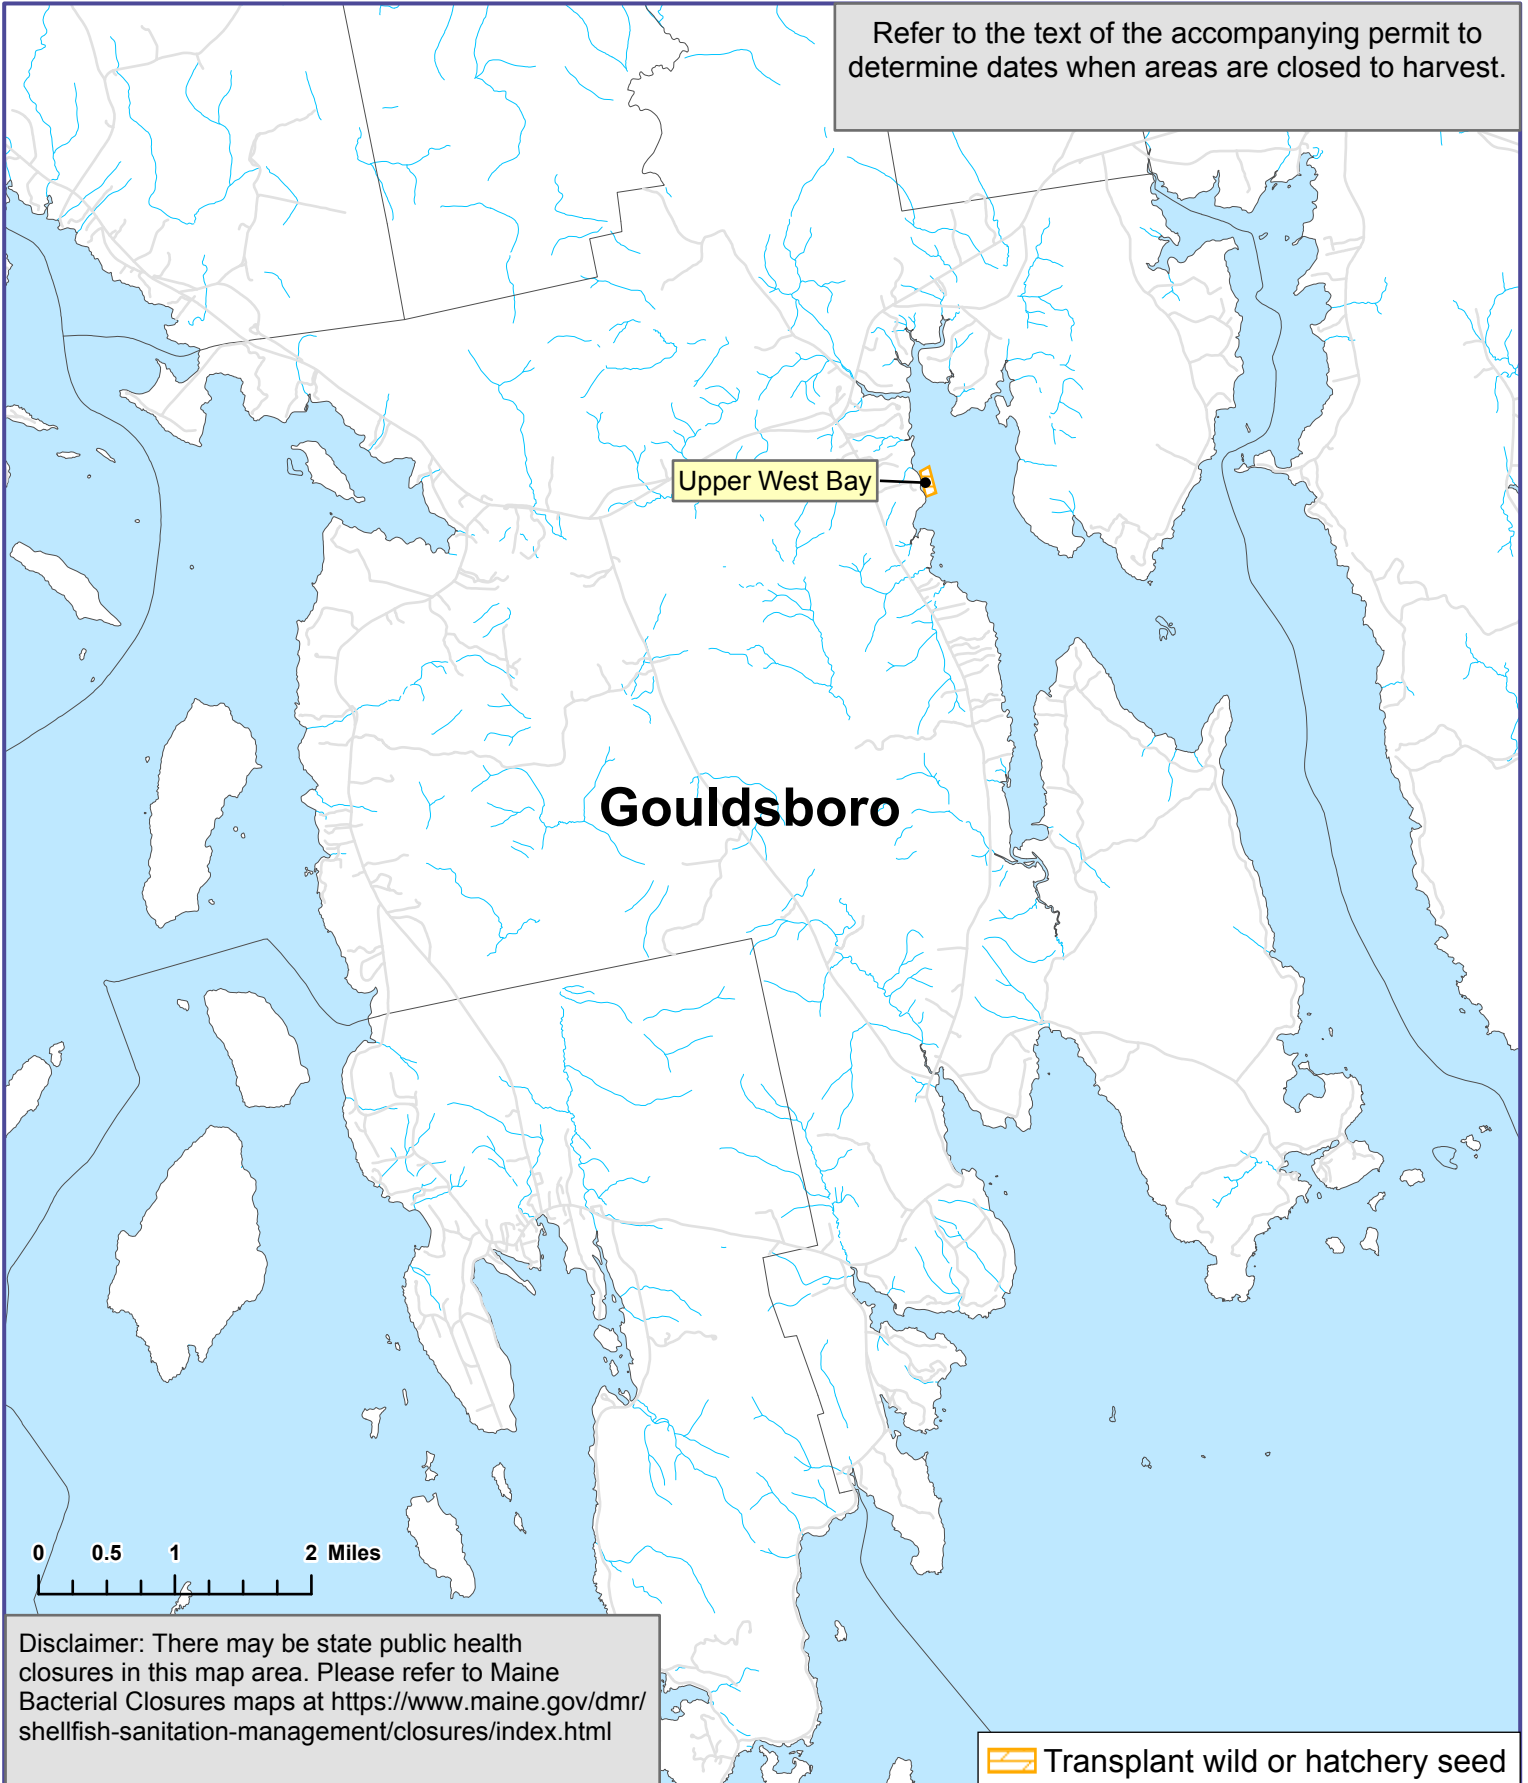 Refer to the text of the accompanying permit to
determine dates when areas are closed to harvest.
Upper West Bay
Gouldsboro
0 0.5 1 2 Miles
Disclaimer: There may be state public health
closures in this map area. Please refer to Maine
Bacterial Closures maps at https://www.maine.gov/dmr/
shellfish-sanitation-management/closures/index.html
Transplant wild or hatchery seed